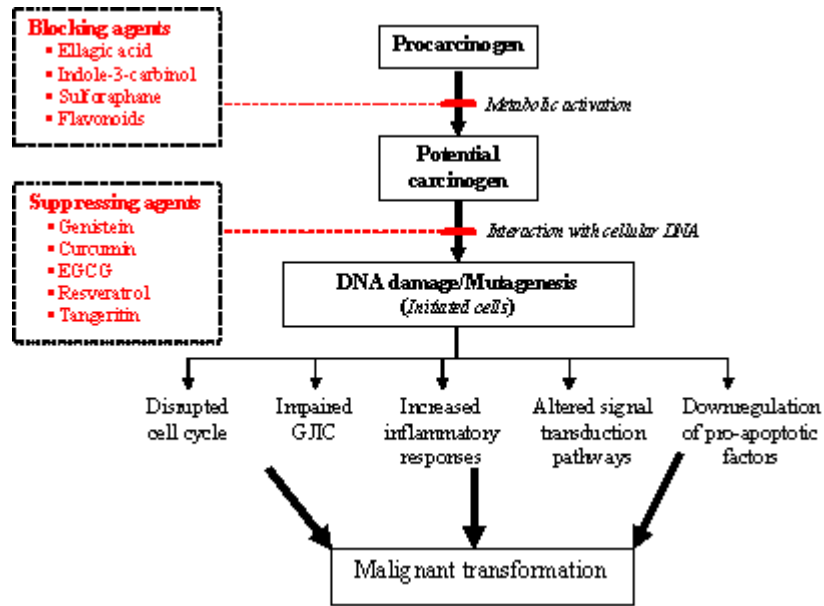 Blocking agents
▪ Ellagic acid
▪ Indole-3-carbinol
▪ Sulforaphane
▪ Flavonoids
Procarcinogen
Metabolic activation
Potential
carcinogen
Suppressing agents
▪ Genistein
▪ Curcumin
▪ EGCG
▪ Resveratrol
▪ Tangeritin
Interaction with cellular DNA
DNA damage/Mutagenesis
(Initiated cells)
Disrupted
cell cycle
Impaired
GJIC
Increased
inflammatory
responses
Altered signal
transduction
pathways
Downregulation
of pro-apoptotic
factors
Malignant transformation